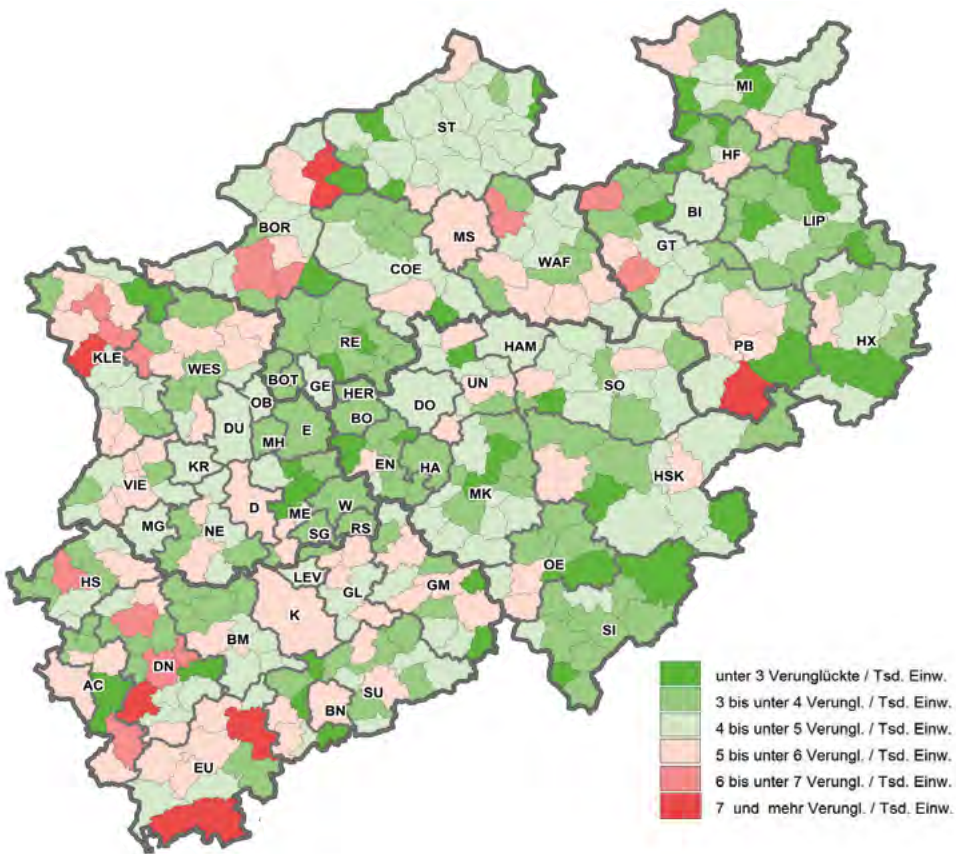 MI
ST
HF
BI
LIP
BOR
MS
GT
WAF
COE
HX
PB
RE
KLE
HAM
WES
BOT
GE
UN
SO
HER
OB
DO
BO
DU
E
MH
EN
HA
KR
HSK
VIE
D
MK
ME
W
MG
NE
SG
RS
OE
LEV
HS
GL
GM
K
SI
BM
DN
AC
SU
BN
EU
unter 3 Verunglückte / Tsd. Einw.
3 bis unter 4 Verungl. / Tsd. Einw.
4 bis unter 5 Verungl. / Tsd. Einw.
5 bis unter 6 Verungl. / Tsd. Einw.
6 bis unter 7 Verungl. / Tsd. Einw.
7 und mehr Verungl. / Tsd. Einw.